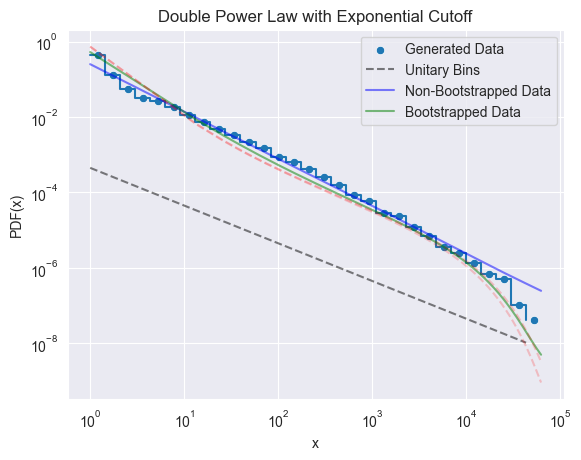 Double Power Law with Exponential Cutoff
Generated Data
Unitary Bins
Non-Bootstrapped Data
Bootstrapped Data
PDF(x)
10⁰
10⁻²
10⁻⁴
10⁻⁶
10⁻⁸
10⁰ 10¹ 10² 10³ 10⁴ 10⁵
x